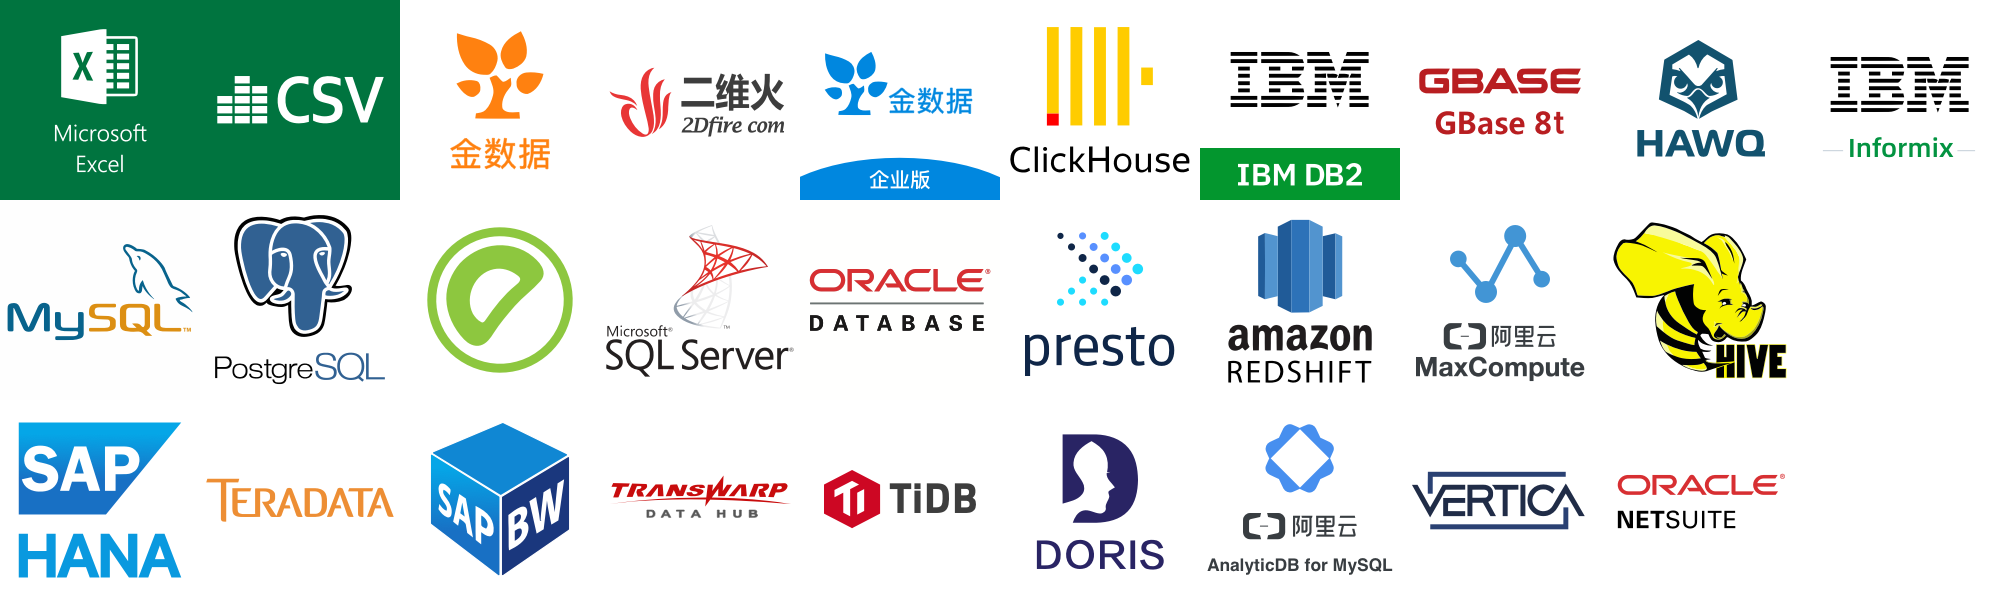 X
Microsoft
Excel
CSV
金数据
二维火
2Dfire com
金数据
企业版
ClickHouse
IBM
IBM DB2
GBASE
GBase 8t
HAWQ
IBM
Informix
MySQL™
PostgreSQL
Microsoft®
SQL Server®
™
ORACLE®
DATABASE
presto
amazon
REDSHIFT
阿里云
MaxCompute
HIVE
SAP
HANA
TERADATA
SAP BW
TRANSWARP
DATA HUB
Ti TiDB
DORIS
阿里云
AnalyticDB for MySQL
VERTICA
ORACLE®
NETSUITE